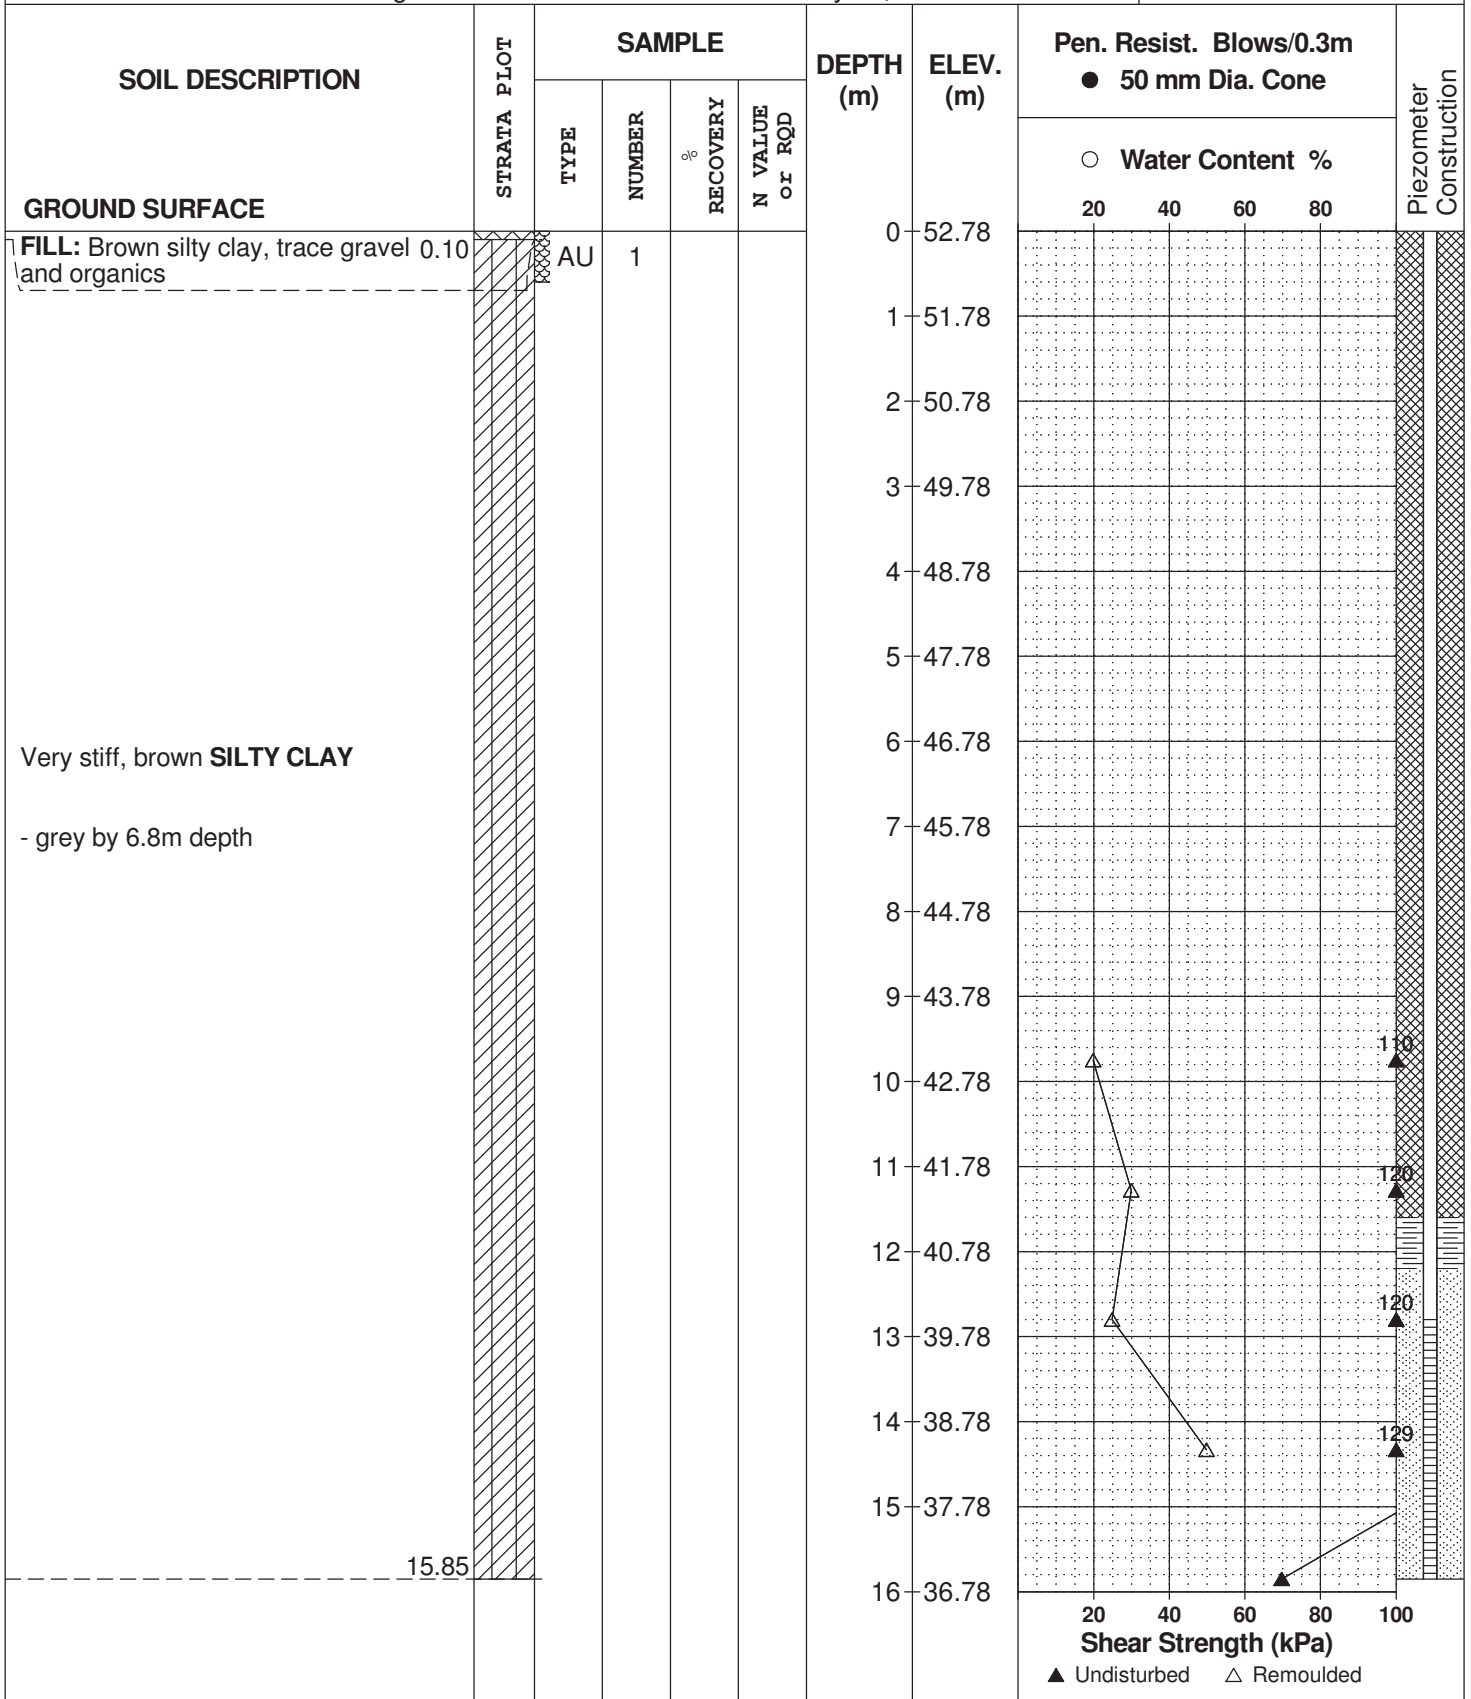 SOIL DESCRIPTION
GROUND SURFACE
STRATA PLOT
SAMPLE
TYPE
NUMBER
%
RECOVERY
N VALUE
or RQD
DEPTH
(m)
ELEV.
(m)
Pen. Resist. Blows/0.3m
● 50 mm Dia. Cone
○ Water Content %
20 40 60 80
Piezometer
Construction
FILL: Brown silty clay, trace gravel 0.10
and organics
AU 1
0 52.78
1 51.78
2 50.78
3 49.78
4 48.78
5 47.78
6 46.78
Very stiff, brown SILTY CLAY
- grey by 6.8m depth
7 45.78
8 44.78
9 43.78
110
10 42.78
11 41.78
120
12 40.78
120
13 39.78
14 38.78
129
15 37.78
15.85
16 36.78
20 40 60 80 100
Shear Strength (kPa)
▲ Undisturbed △ Remoulded